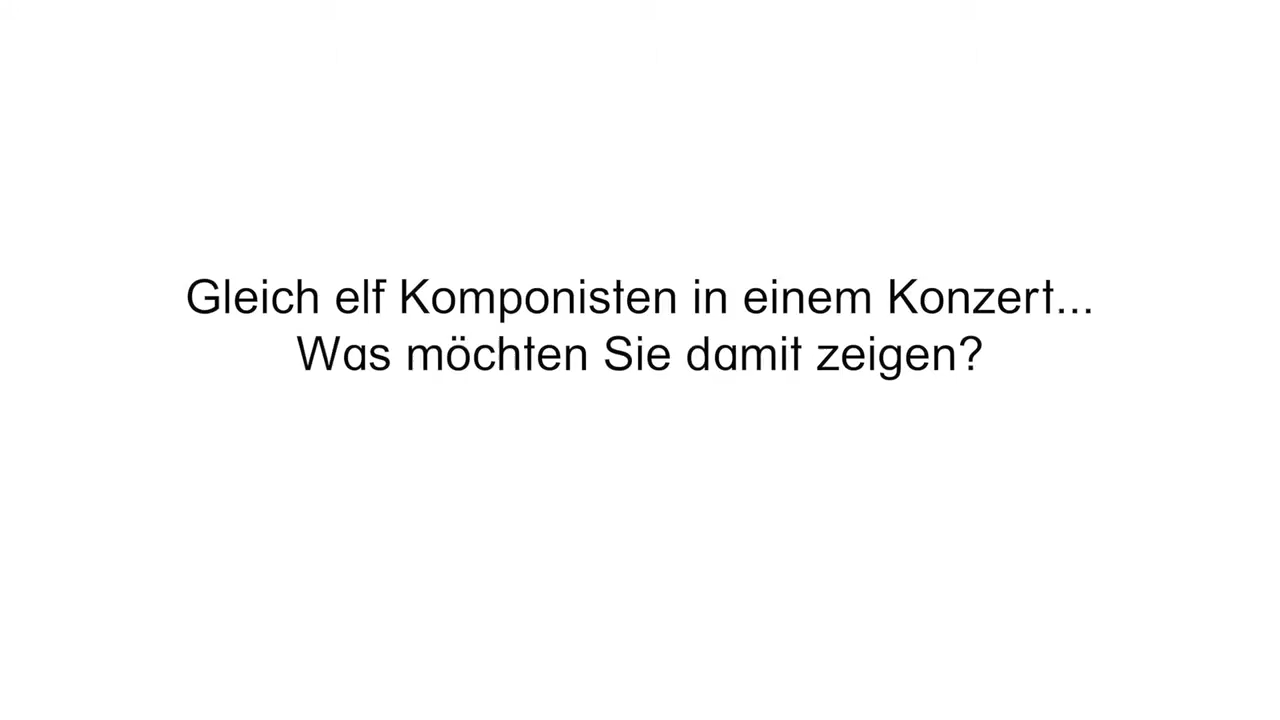 Gleich elf Komponisten in einem Konzert...
Was möchten Sie damit zeigen?